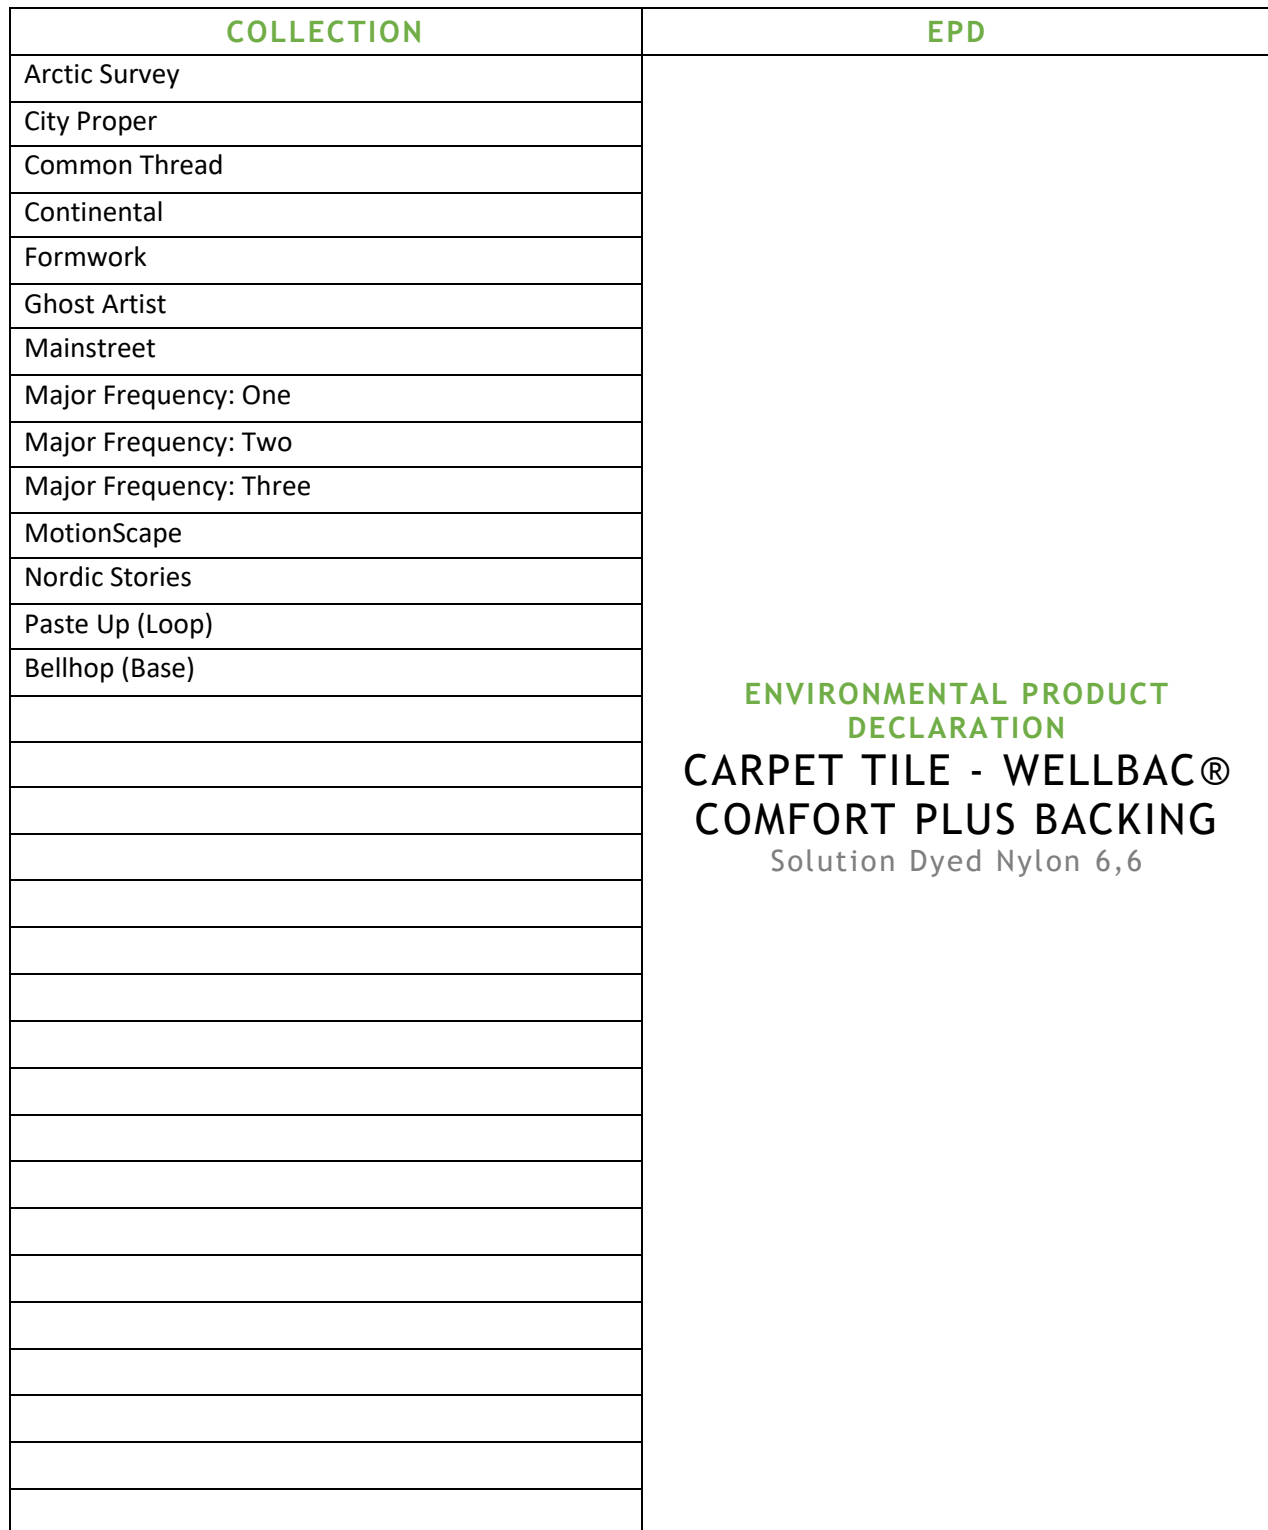 COLLECTION
EPD
Arctic Survey
City Proper
Common Thread
Continental
Formwork
Ghost Artist
Mainstreet
Major Frequency: One
Major Frequency: Two
Major Frequency: Three
MotionScape
Nordic Stories
Paste Up (Loop)
Bellhop (Base)
ENVIRONMENTAL PRODUCT
DECLARATION
CARPET TILE - WELLBAC®
COMFORT PLUS BACKING
Solution Dyed Nylon 6,6